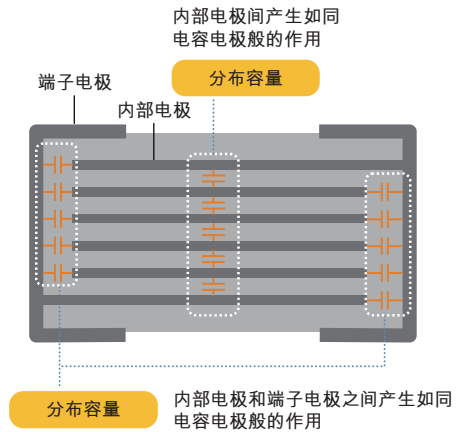 内部电极间产生如同
电容电极般的作用
分布容量
端子电极
内部电极
分布容量
内部电极和端子电极之间产生如同
电容电极般的作用